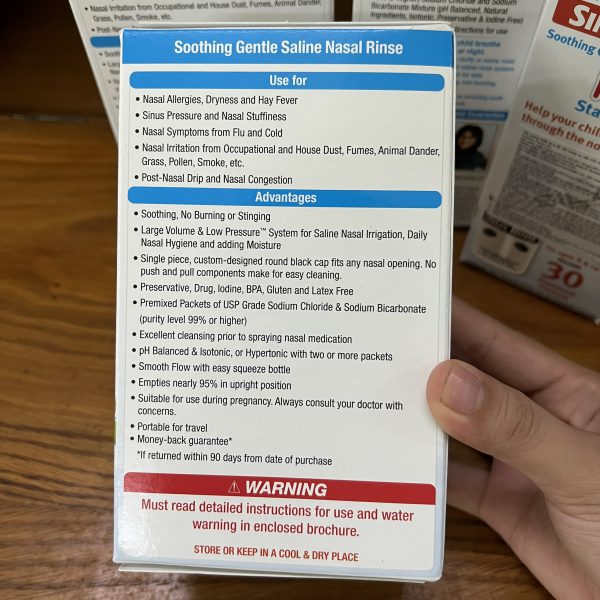 Nasal Irritation from Occupational and House Dust, Fumes, Animal Dander,
Grass, Pollen, Smoke, etc.
Bicarbonate Mixture (pH Balanced, Natural
Ingredients, Isotonic, Preservative & Iodine Free)
Soothing
Help your
through the no
30
Soothing Gentle Saline Nasal Rinse
Use for
• Nasal Allergies, Dryness and Hay Fever
• Sinus Pressure and Nasal Stuffiness
• Nasal Symptoms from Flu and Cold
• Nasal Irritation from Occupational and House Dust, Fumes, Animal Dander,
Grass, Pollen, Smoke, etc.
• Post-Nasal Drip and Nasal Congestion
Advantages
• Soothing, No Burning or Stinging
• Large Volume & Low Pressure™ System for Saline Nasal Irrigation, Daily
Nasal Hygiene and adding Moisture
• Single piece, custom-designed round black cap fits any nasal opening. No
push and pull components make for easy cleaning.
• Preservative, Drug, Iodine, BPA, Gluten and Latex Free
• Premixed Packets of USP Grade Sodium Chloride & Sodium Bicarbonate
(purity level 99% or higher)
• Excellent cleansing prior to spraying nasal medication
• pH Balanced & Isotonic, or Hypertonic with two or more packets
• Smooth Flow with easy squeeze bottle
• Empties nearly 95% in upright position
• Suitable for use during pregnancy. Always consult your doctor with
concerns.
• Portable for travel
• Money-back guarantee*
*If returned within 90 days from date of purchase
⚠ WARNING
Must read detailed instructions for use and water
warning in enclosed brochure.
STORE OR KEEP IN A COOL & DRY PLACE